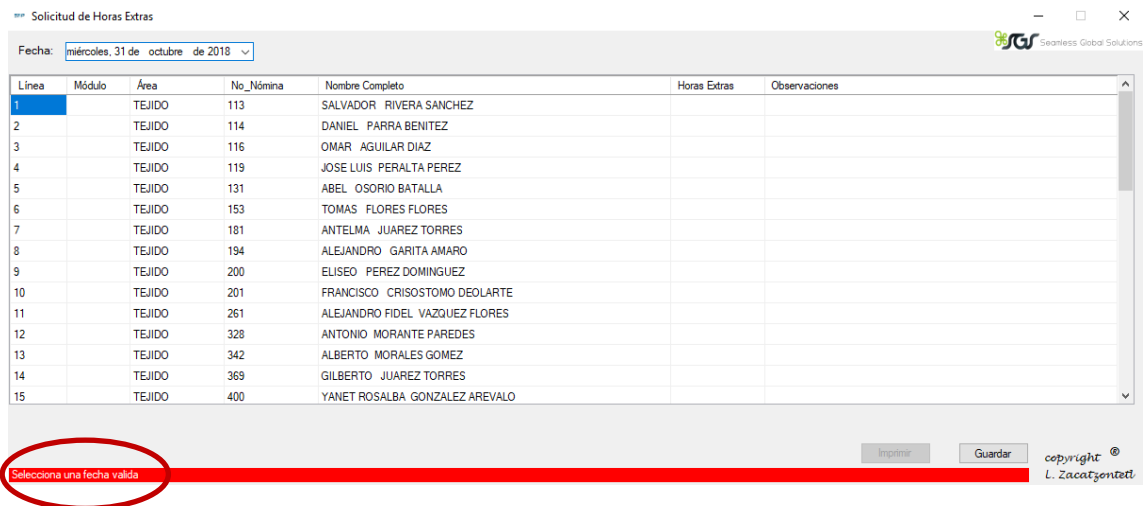 Solicitud de Horas Extras
SGS Seamless Global Solutions
Fecha: miércoles, 31 de octubre de 2018
Línea Módulo Área No_Nómina Nombre Completo Horas Extras Observaciones
1 TEJIDO 113 SALVADOR RIVERA SANCHEZ
2 TEJIDO 114 DANIEL PARRA BENITEZ
3 TEJIDO 116 OMAR AGUILAR DIAZ
4 TEJIDO 119 JOSE LUIS PERALTA PEREZ
5 TEJIDO 131 ABEL OSORIO BATALLA
6 TEJIDO 153 TOMAS FLORES FLORES
7 TEJIDO 181 ANTELMA JUAREZ TORRES
8 TEJIDO 194 ALEJANDRO GARITA AMARO
9 TEJIDO 200 ELISEO PEREZ DOMINGUEZ
10 TEJIDO 201 FRANCISCO CRISOSTOMO DEOLARTE
11 TEJIDO 261 ALEJANDRO FIDEL VAZQUEZ FLORES
12 TEJIDO 328 ANTONIO MORANTE PAREDES
13 TEJIDO 342 ALBERTO MORALES GOMEZ
14 TEJIDO 369 GILBERTO JUAREZ TORRES
15 TEJIDO 400 YANET ROSALBA GONZALEZ AREVALO
Imprimir Guardar copyright ®
Selecciona una fecha valida L. Zacatzontetl